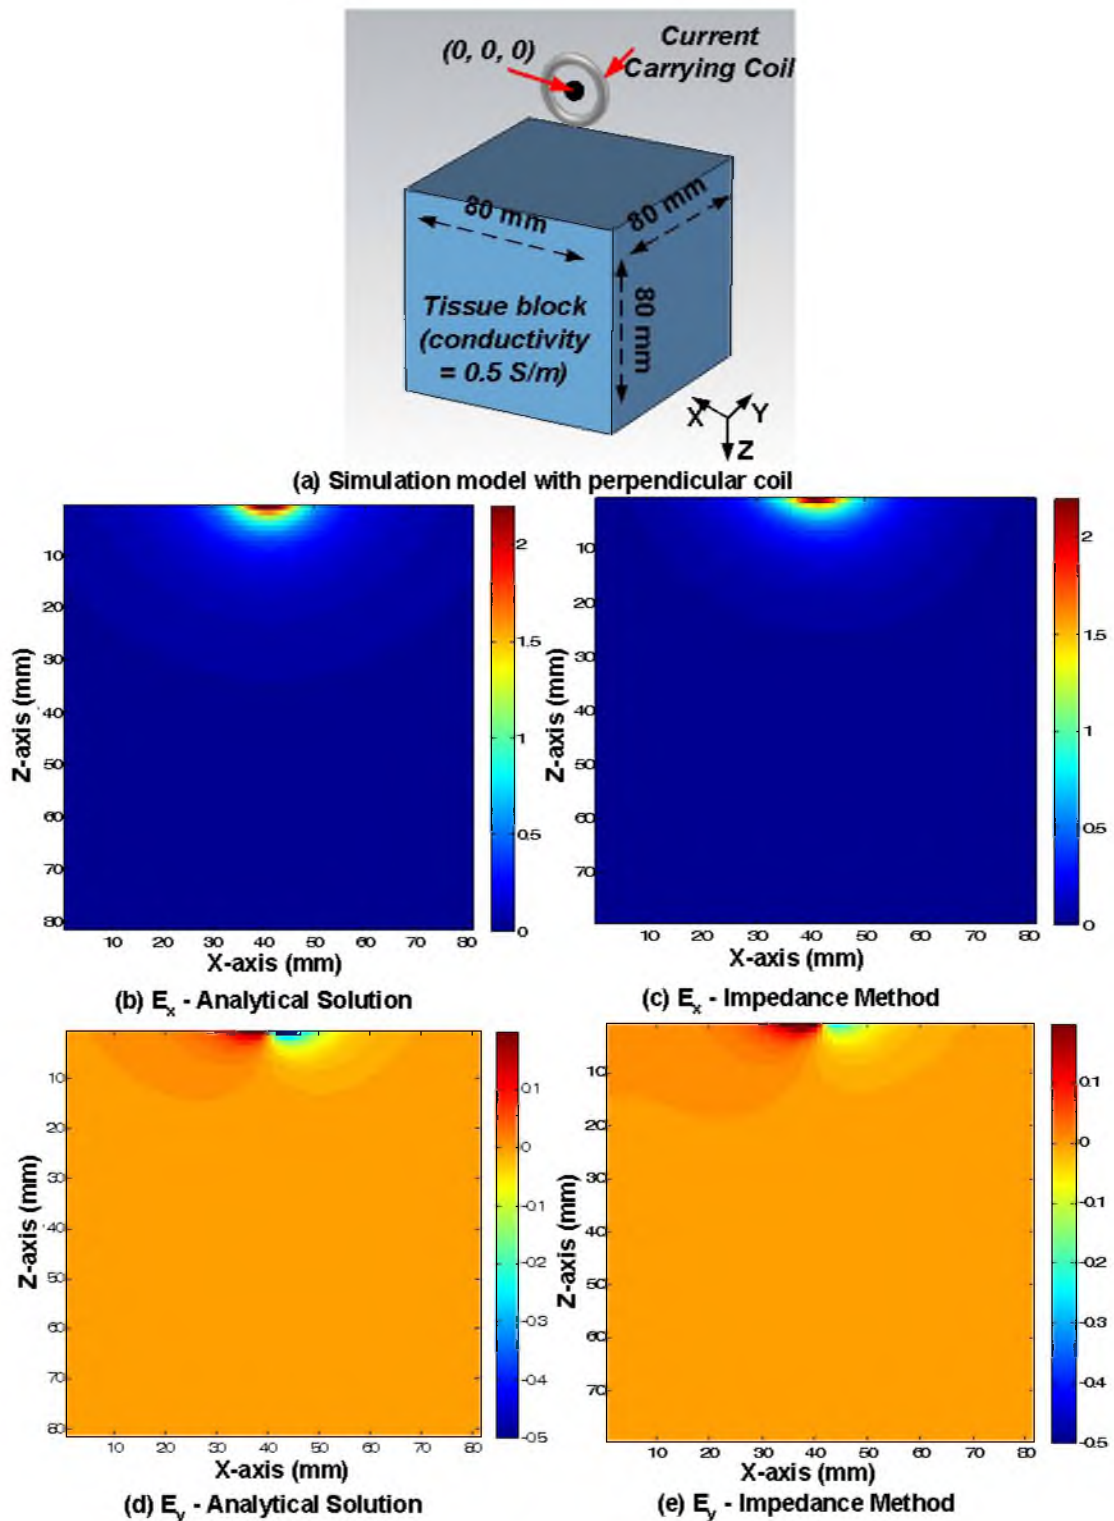 (0, 0, 0)
Current
Carrying Coil
80 mm
80 mm
80 mm
Tissue block
(conductivity
= 0.5 S/m)
X
Y
Z
(a) Simulation model with perpendicular coil
Z-axis (mm)
10
20
30
40
50
60
70
80
10 20 30 40 50 60 70 80
X-axis (mm)
2
1.5
1
0.5
0
(b) Ex - Analytical Solution
Z-axis (mm)
10
20
30
40
50
60
70
10 20 30 40 50 60 70 80
X-axis (mm)
2
1.5
1
0.5
0
(c) Ex - Impedance Method
Z-axis (mm)
10
20
30
40
50
60
70
80
10 20 30 40 50 60 70 80
X-axis (mm)
0.1
0
-0.1
-0.2
-0.3
-0.4
-0.5
(d) Ey - Analytical Solution
Z-axis (mm)
10
20
30
40
50
60
70
10 20 30 40 50 60 70 80
X-axis (mm)
0.1
0
-0.1
-0.2
-0.3
-0.4
-0.5
(e) Ey - Impedance Method